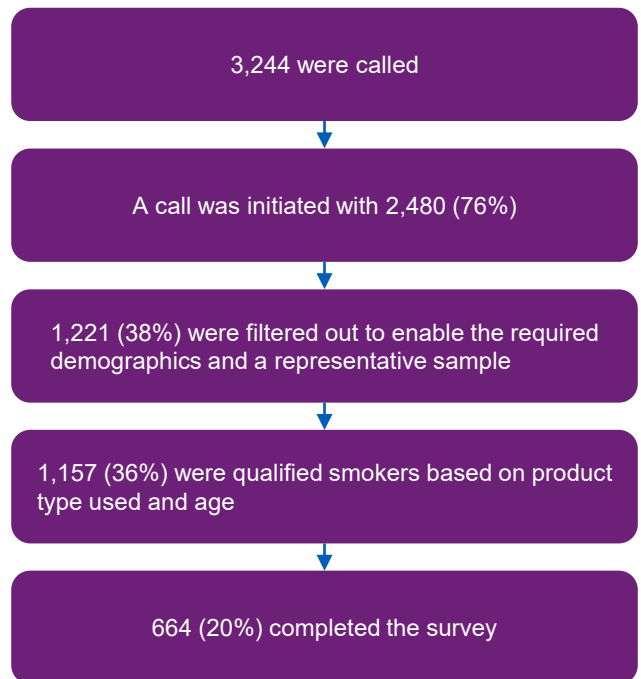 3,244 were called
A call was initiated with 2,480 (76%)
1,221 (38%) were filtered out to enable the required
demographics and a representative sample
1,157 (36%) were qualified smokers based on product
type used and age
664 (20%) completed the survey